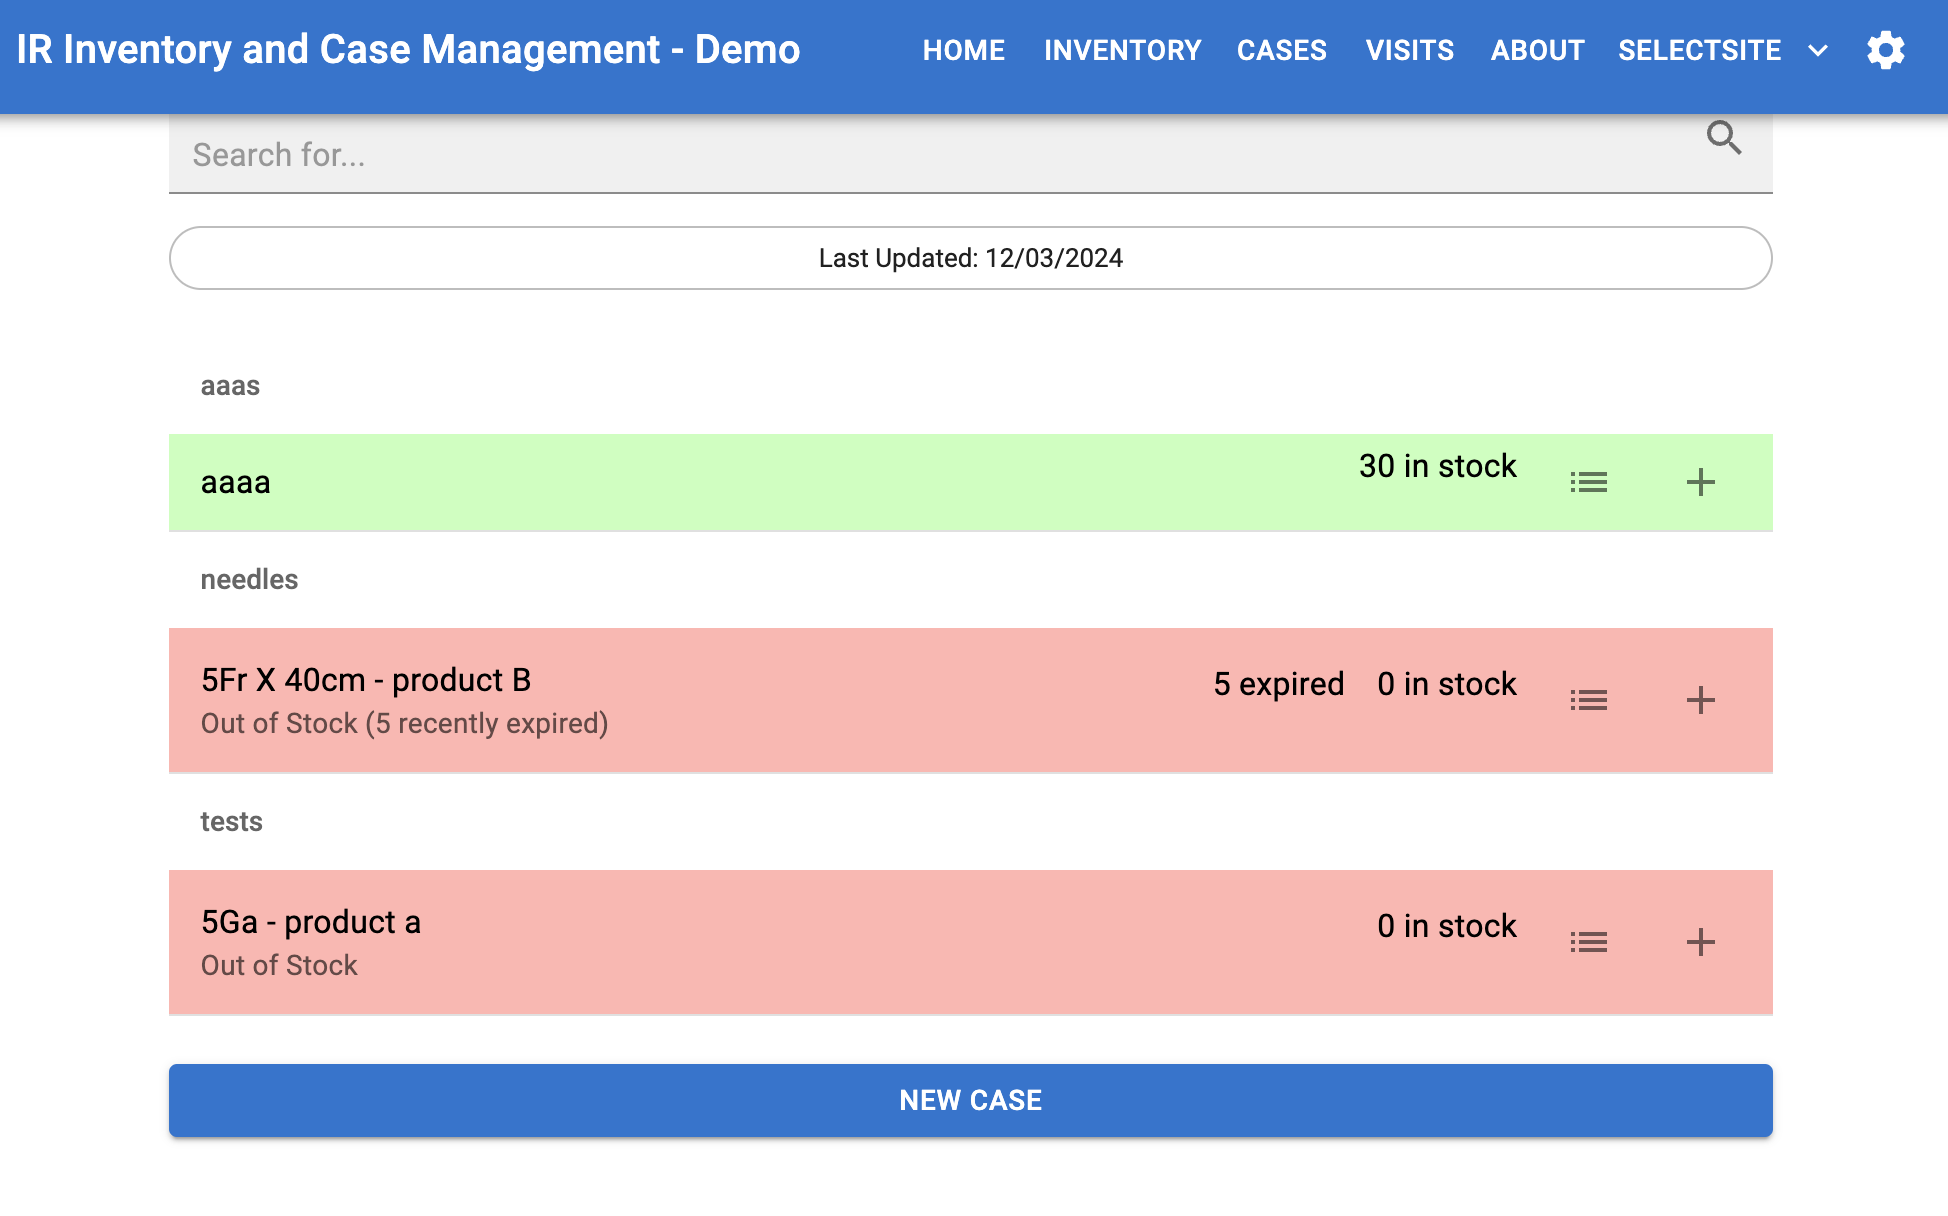 IR Inventory and Case Management - Demo
HOME INVENTORY CASES VISITS ABOUT SELECTSITE
Search for...
Last Updated: 12/03/2024
aaas
aaaa 30 in stock
needles
5Fr X 40cm - product B 5 expired 0 in stock
Out of Stock (5 recently expired)
tests
5Ga - product a 0 in stock
Out of Stock
NEW CASE